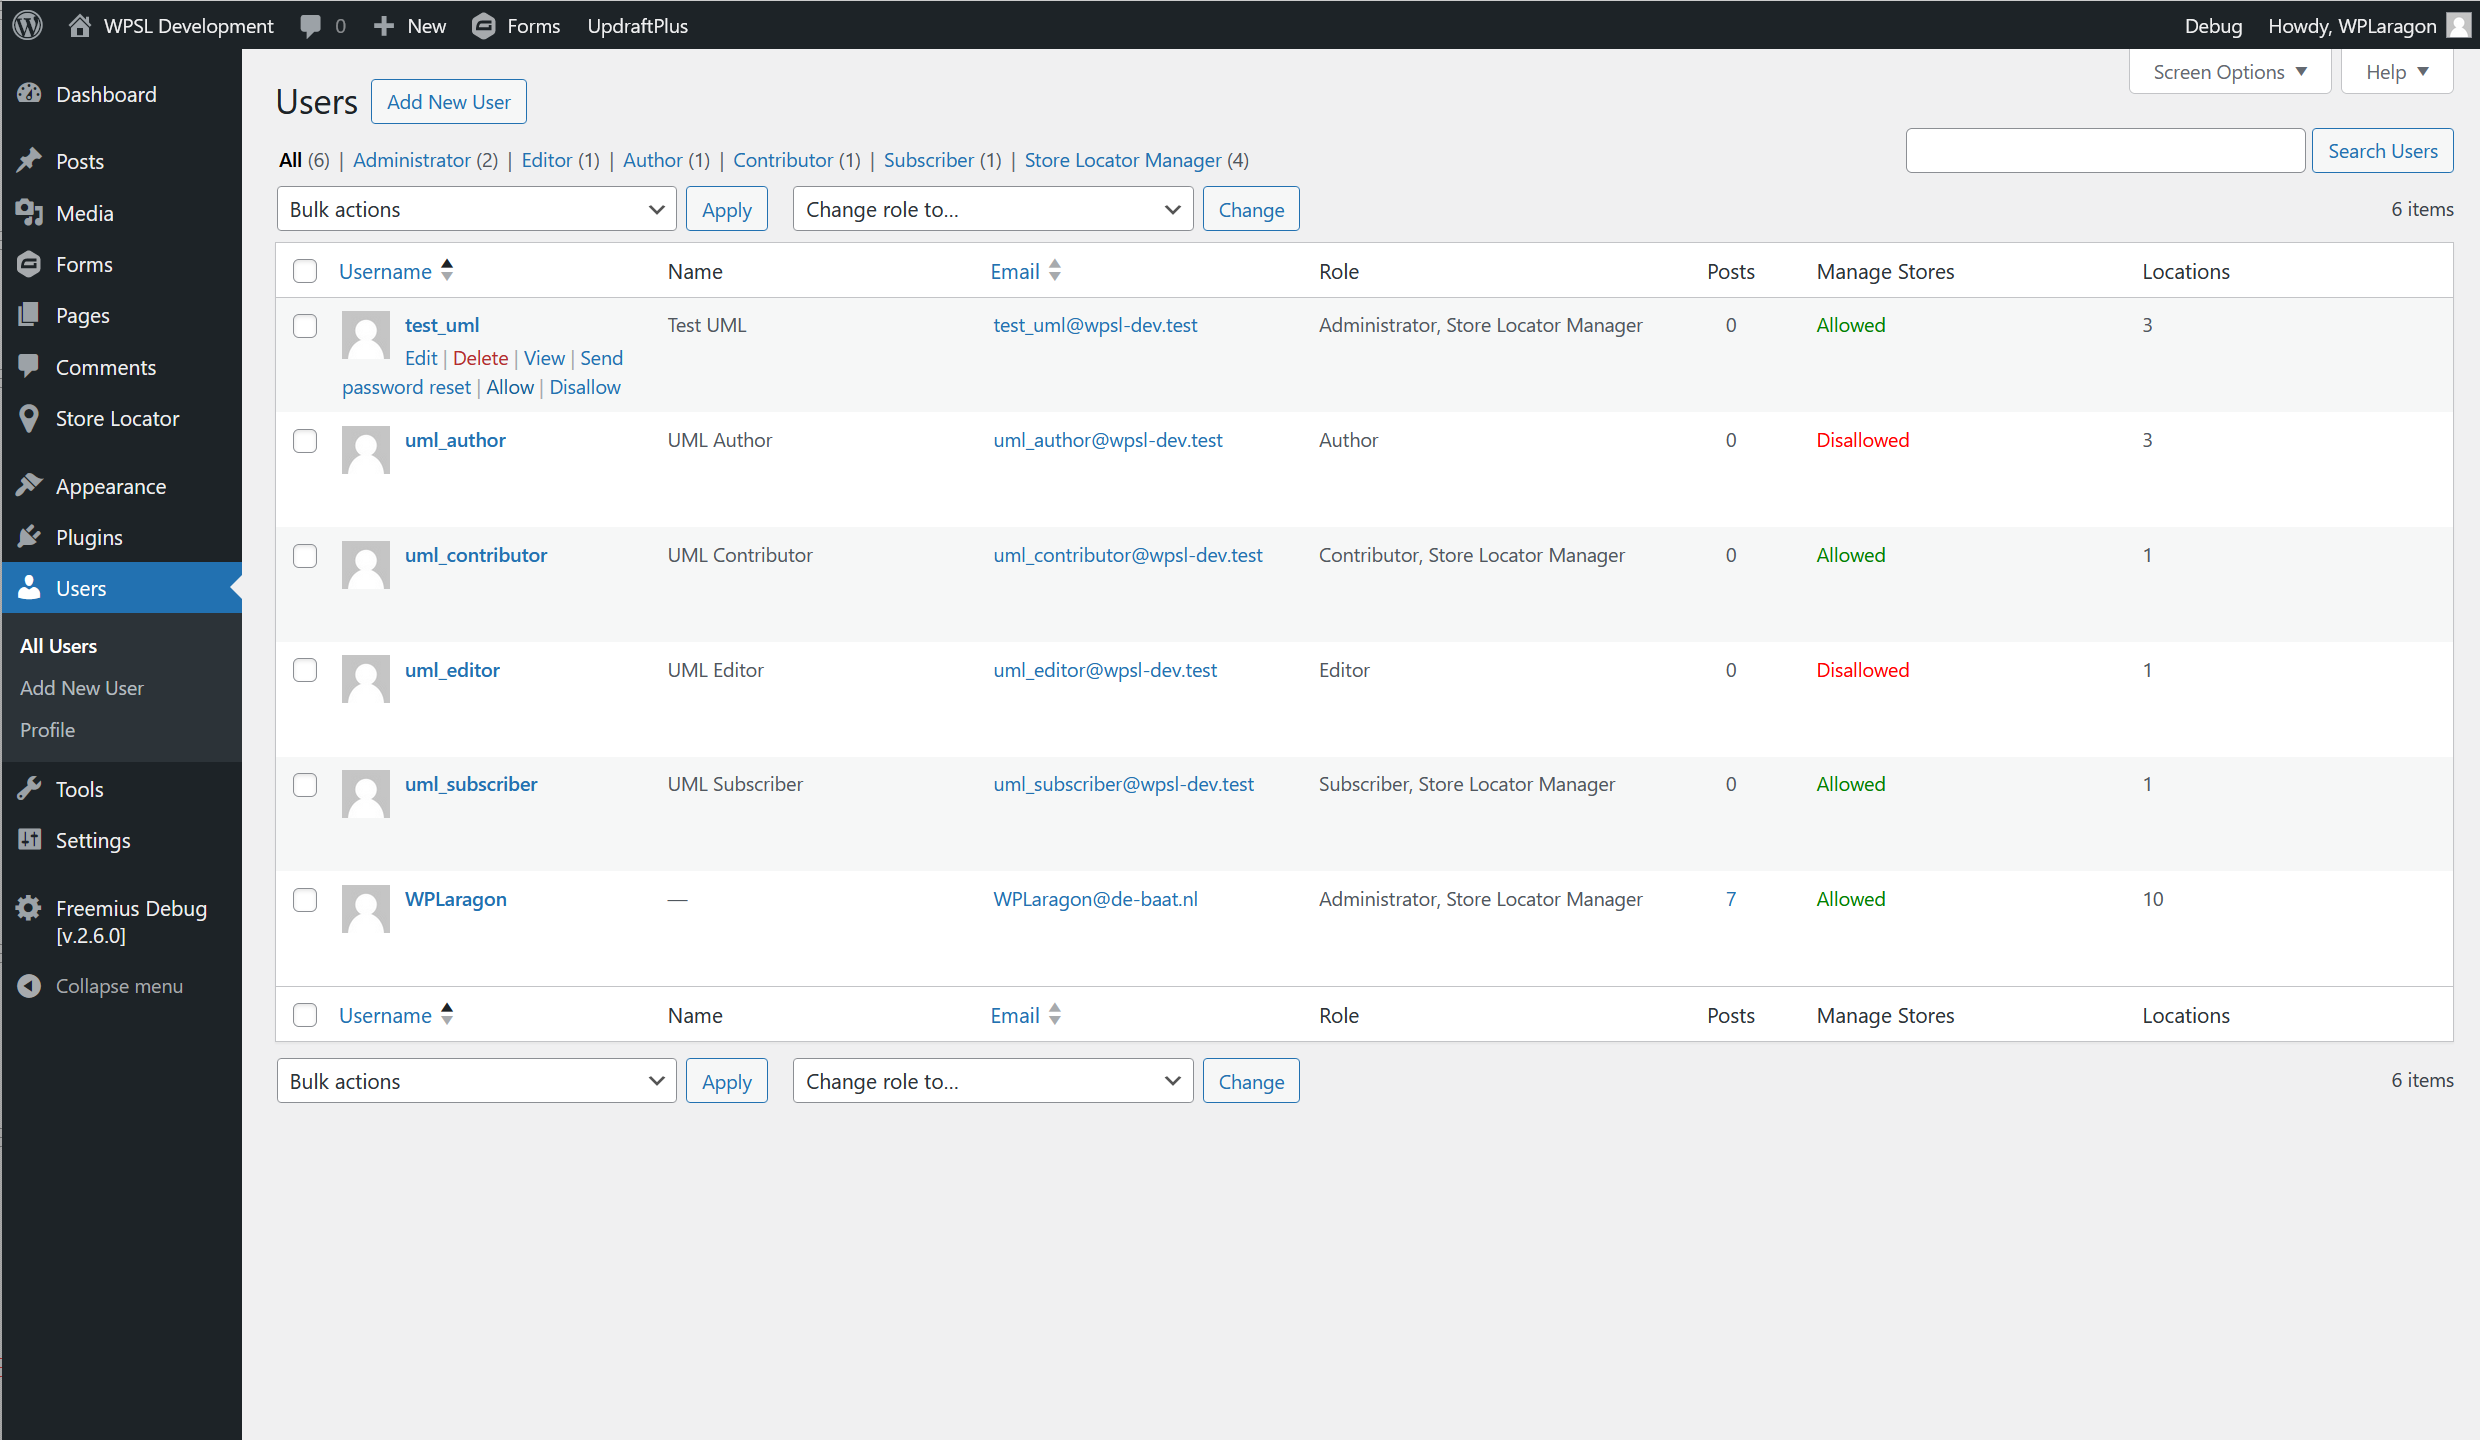 WPSL Development 0 New Forms UpdraftPlus Debug Howdy, WPLaragon
Dashboard
Posts
Media
Forms
Pages
Comments
Store Locator
Appearance
Plugins
Users
All Users
Add New User
Profile
Tools
Settings
Freemius Debug
[v.2.6.0]
Collapse menu
Screen Options Help
Users Add New User
All (6) | Administrator (2) | Editor (1) | Author (1) | Contributor (1) | Subscriber (1) | Store Locator Manager (4)
Search Users
Bulk actions Apply Change role to... Change 6 items
Username Name Email Role Posts Manage Stores Locations
test_uml Test UML test_uml@wpsl-dev.test Administrator, Store Locator Manager 0 Allowed 3
Edit | Delete | View | Send
password reset | Allow | Disallow
uml_author UML Author uml_author@wpsl-dev.test Author 0 Disallowed 3
uml_contributor UML Contributor uml_contributor@wpsl-dev.test Contributor, Store Locator Manager 0 Allowed 1
uml_editor UML Editor uml_editor@wpsl-dev.test Editor 0 Disallowed 1
uml_subscriber UML Subscriber uml_subscriber@wpsl-dev.test Subscriber, Store Locator Manager 0 Allowed 1
WPLaragon — WPLaragon@de-baat.nl Administrator, Store Locator Manager 7 Allowed 10
Username Name Email Role Posts Manage Stores Locations
Bulk actions Apply Change role to... Change 6 items